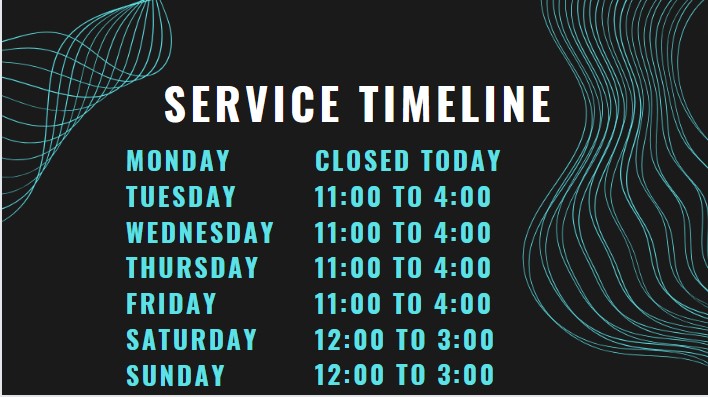 SERVICE TIMELINE
MONDAY CLOSED TODAY
TUESDAY 11:00 TO 4:00
WEDNESDAY 11:00 TO 4:00
THURSDAY 11:00 TO 4:00
FRIDAY 11:00 TO 4:00
SATURDAY 12:00 TO 3:00
SUNDAY 12:00 TO 3:00